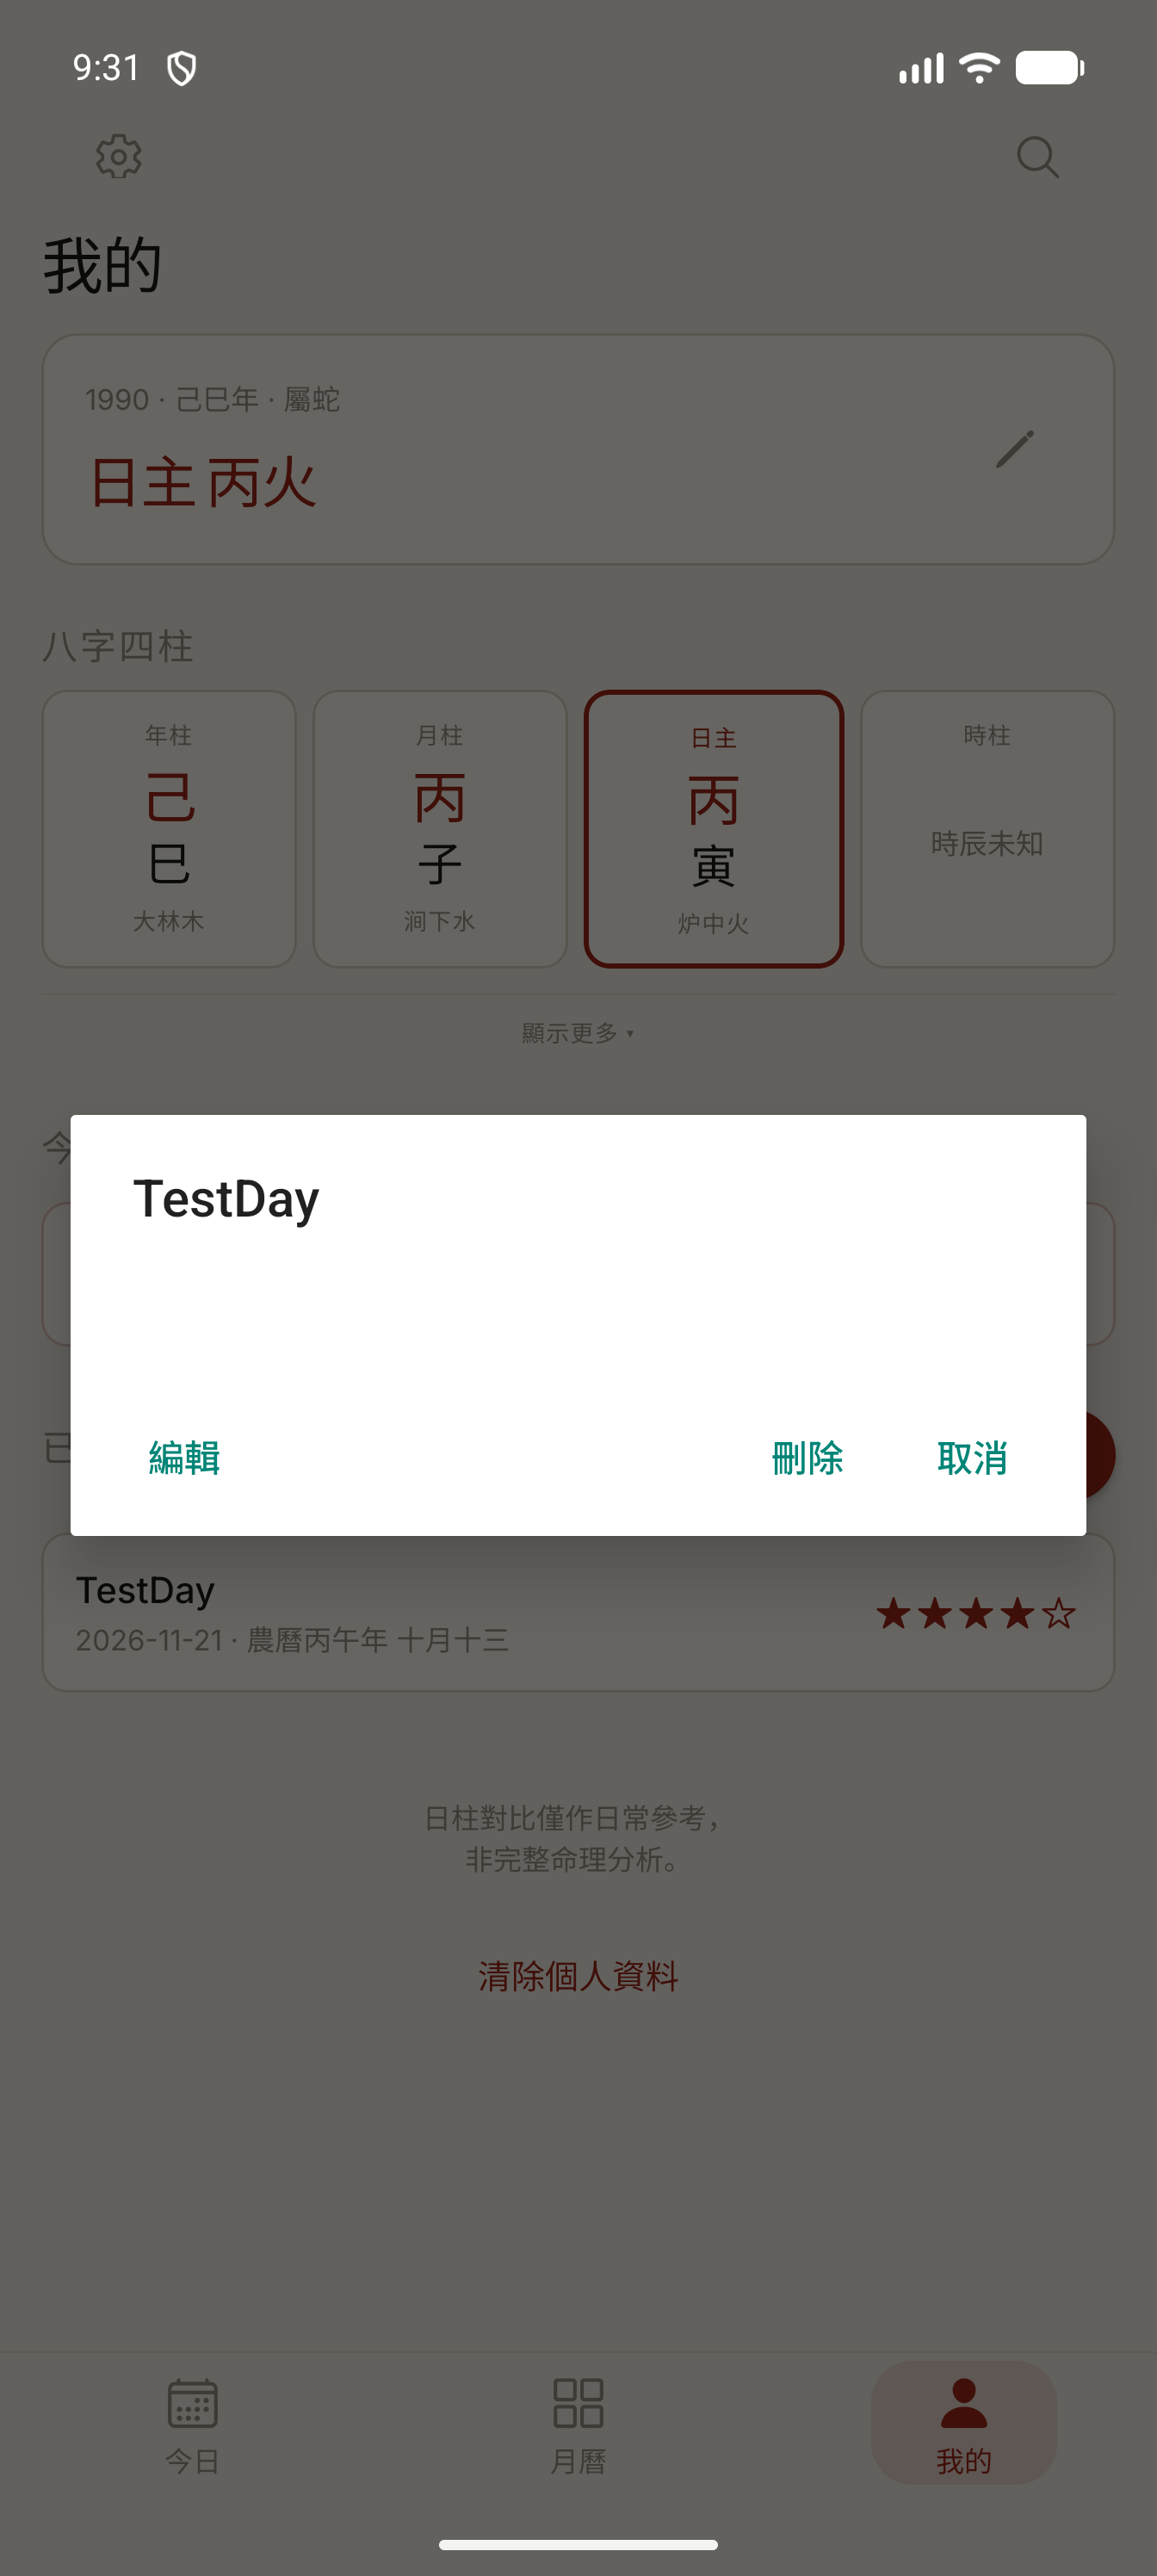 9:31
我的
1990 · 己巳年 · 屬蛇
日主 丙火
八字四柱
年柱
己
巳
大林木
月柱
丙
子
澗下水
日主
丙
寅
炉中火
時柱
時辰未知
顯示更多 ▾
今
TestDay
編輯
刪除
取消
已
TestDay
2026-11-21 · 農曆丙午年 十月十三
★★★★☆
日柱對比僅作日常參考，
非完整命理分析。
清除個人資料
今日
月曆
我的